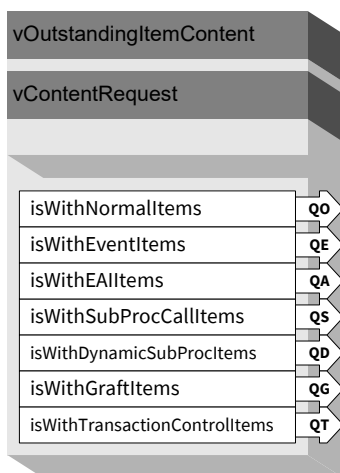 vOutstandingItemContent
vContentRequest
isWithNormalItems QO
isWithEventItems QE
isWithEAIItems QA
isWithSubProcCallItems QS
isWithDynamicSubProcItems QD
isWithGraftItems QG
isWithTransactionControlItems QT